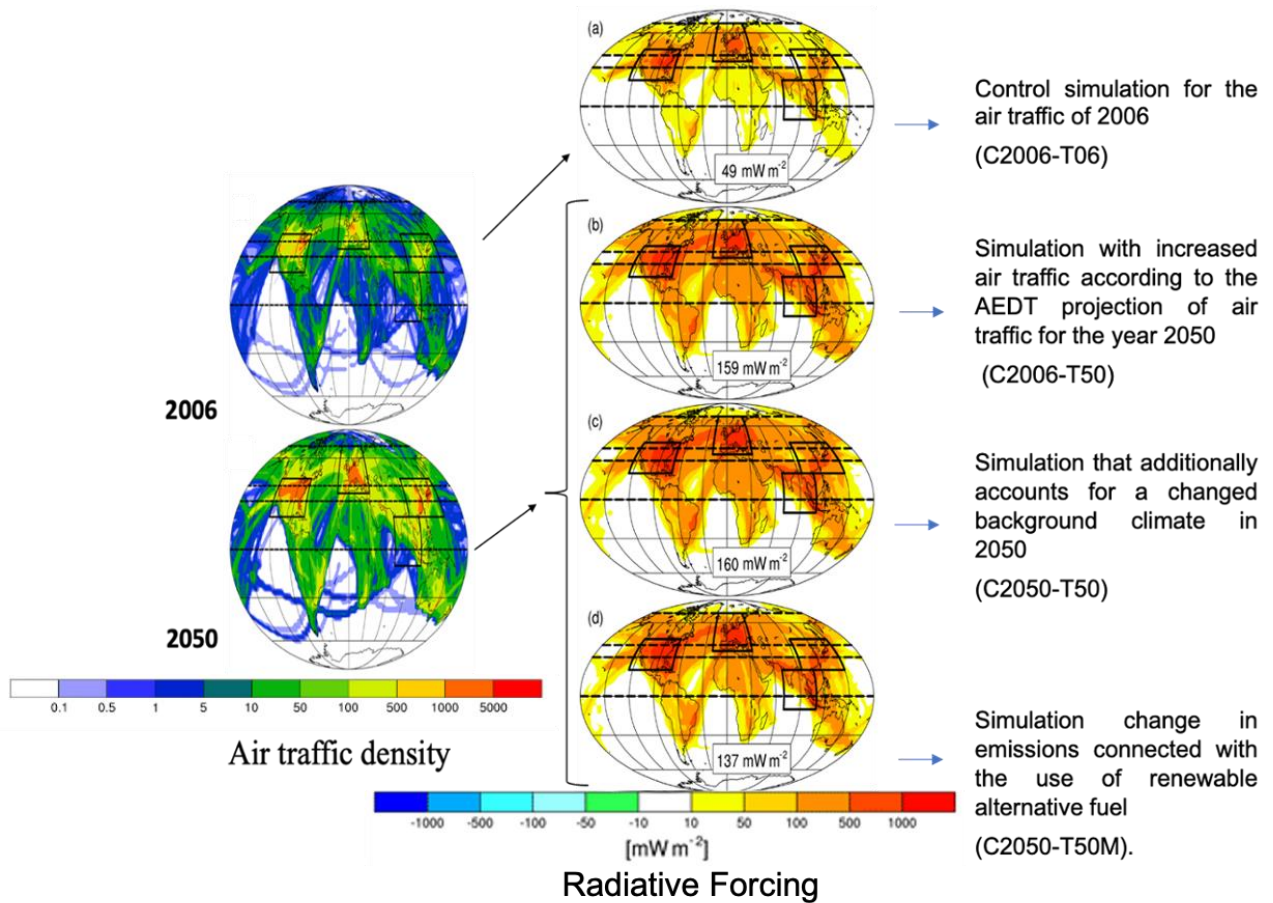 2006
2050
0.1 0.5 1 5 10 50 100 500 1000 5000
Air traffic density
(a)
49 mW m-2
(b)
159 mW m-2
(c)
160 mW m-2
(d)
137 mW m-2
-1000 -500 -100 -50 -10 10 50 100 500 1000
[mW m-2]
Radiative Forcing
Control simulation for the
air traffic of 2006
(C2006-T06)
Simulation with increased
air traffic according to the
AEDT projection of air
traffic for the year 2050
(C2006-T50)
Simulation that additionally
accounts for a changed
background climate in
2050
(C2050-T50)
Simulation change in
emissions connected with
the use of renewable
alternative fuel
(C2050-T50M).